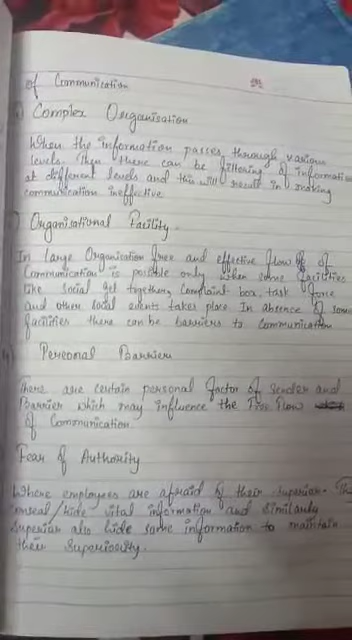 of Communication
Complex Organisation
When the information passes through various
levels. Then there can be filtering of information
at different levels and this will result in making
communication ineffective
Organisational Facility.
In large Organisation free and effective flow of
Communication is possible only when some facilities
like social get together, Complaint box, task force
and other social events takes place. In absence of some
facilities there can be barriers to communication
Personal Barriers
There are certain personal factor of Sender and
Barrier which may influence the Flow
of Communication.
Fear of Authority
Where employees are afraid of their superior.
conceal/hide vital information and similarly
superior also hide some information to maintain
their superiority.